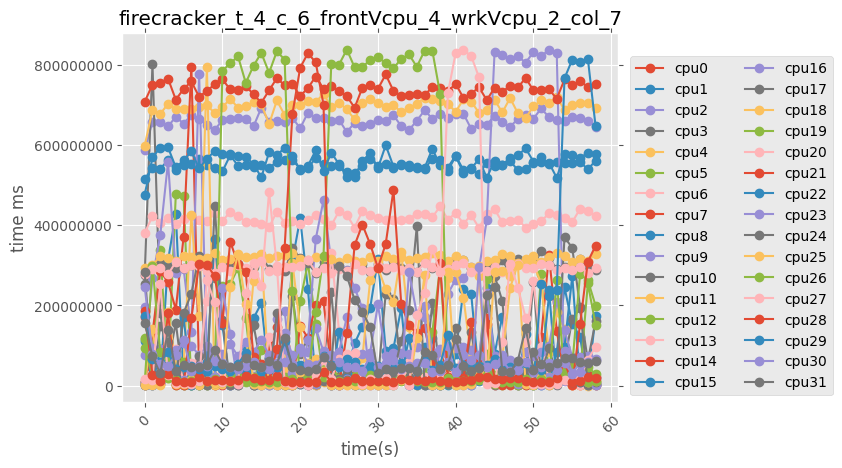 firecracker_t_4_c_6_frontVcpu_4_wrkVcpu_2_col_7
time ms
800000000
600000000
400000000
200000000
0
0
10
20
30
40
50
60
time(s)
cpu0
cpu1
cpu2
cpu3
cpu4
cpu5
cpu6
cpu7
cpu8
cpu9
cpu10
cpu11
cpu12
cpu13
cpu14
cpu15
cpu16
cpu17
cpu18
cpu19
cpu20
cpu21
cpu22
cpu23
cpu24
cpu25
cpu26
cpu27
cpu28
cpu29
cpu30
cpu31